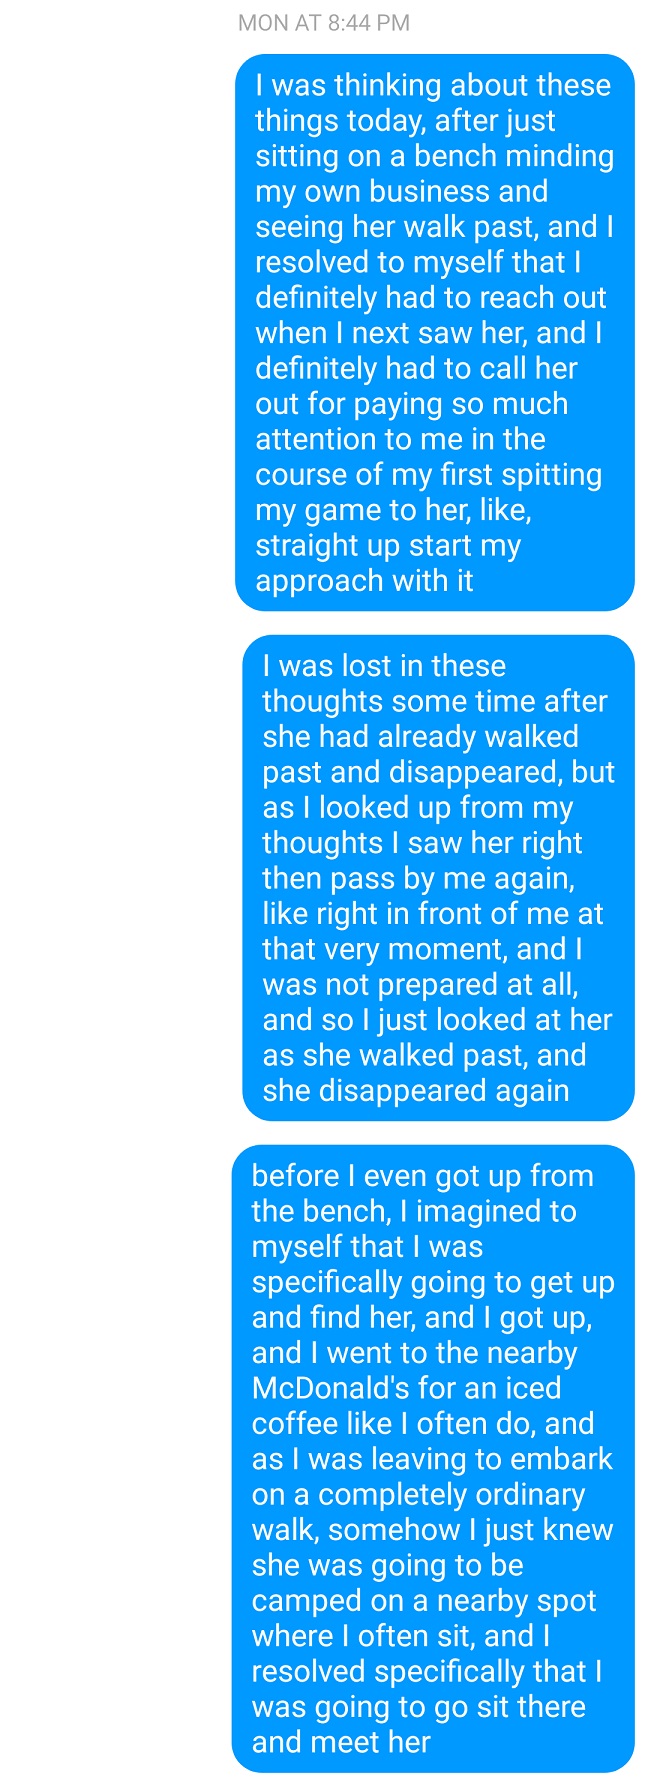 MON AT 8:44 PM
I was thinking about these
things today, after just
sitting on a bench minding
my own business and
seeing her walk past, and I
resolved to myself that I
definitely had to reach out
when I next saw her, and I
definitely had to call her
out for paying so much
attention to me in the
course of my first spitting
my game to her, like,
straight up start my
approach with it
I was lost in these
thoughts some time after
she had already walked
past and disappeared, but
as I looked up from my
thoughts I saw her right
then pass by me again,
like right in front of me at
that very moment, and I
was not prepared at all,
and so I just looked at her
as she walked past, and
she disappeared again
before I even got up from
the bench, I imagined to
myself that I was
specifically going to get up
and find her, and I got up,
and I went to the nearby
McDonald's for an iced
coffee like I often do, and
as I was leaving to embark
on a completely ordinary
walk, somehow I just knew
she was going to be
camped on a nearby spot
where I often sit, and I
resolved specifically that I
was going to go sit there
and meet her